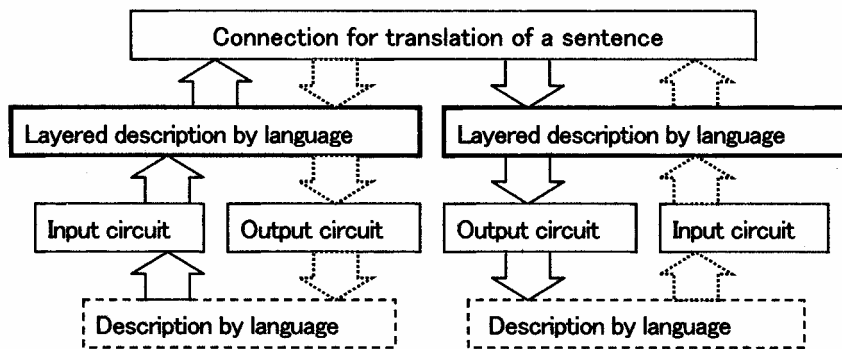 Connection for translation of a sentence
Layered description by language
Layered description by language
Input circuit
Output circuit
Output circuit
Input circuit
Description by language
Description by language